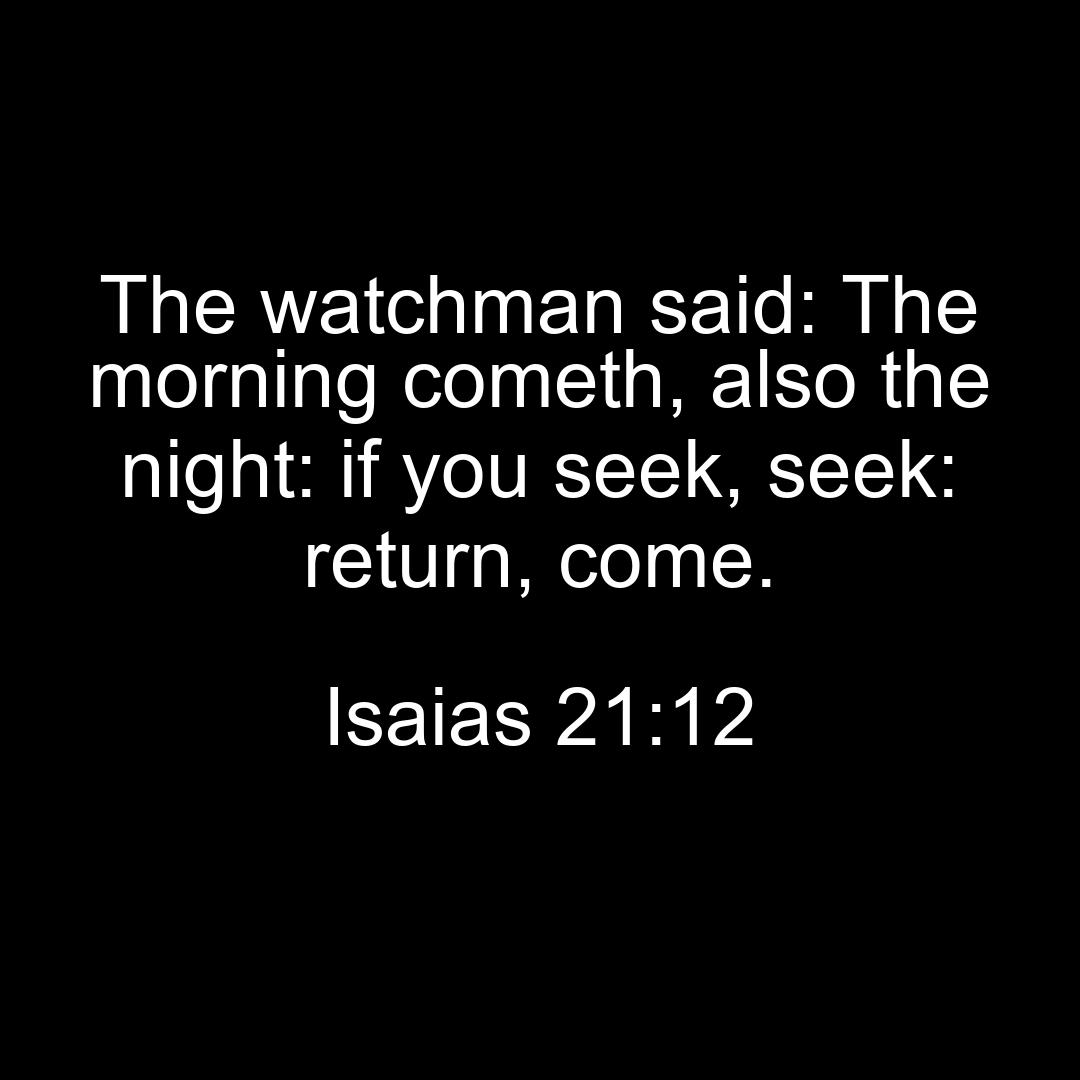 The watchman said: The
morning cometh, also the
night: if you seek, seek:
return, come.
Isaias 21:12